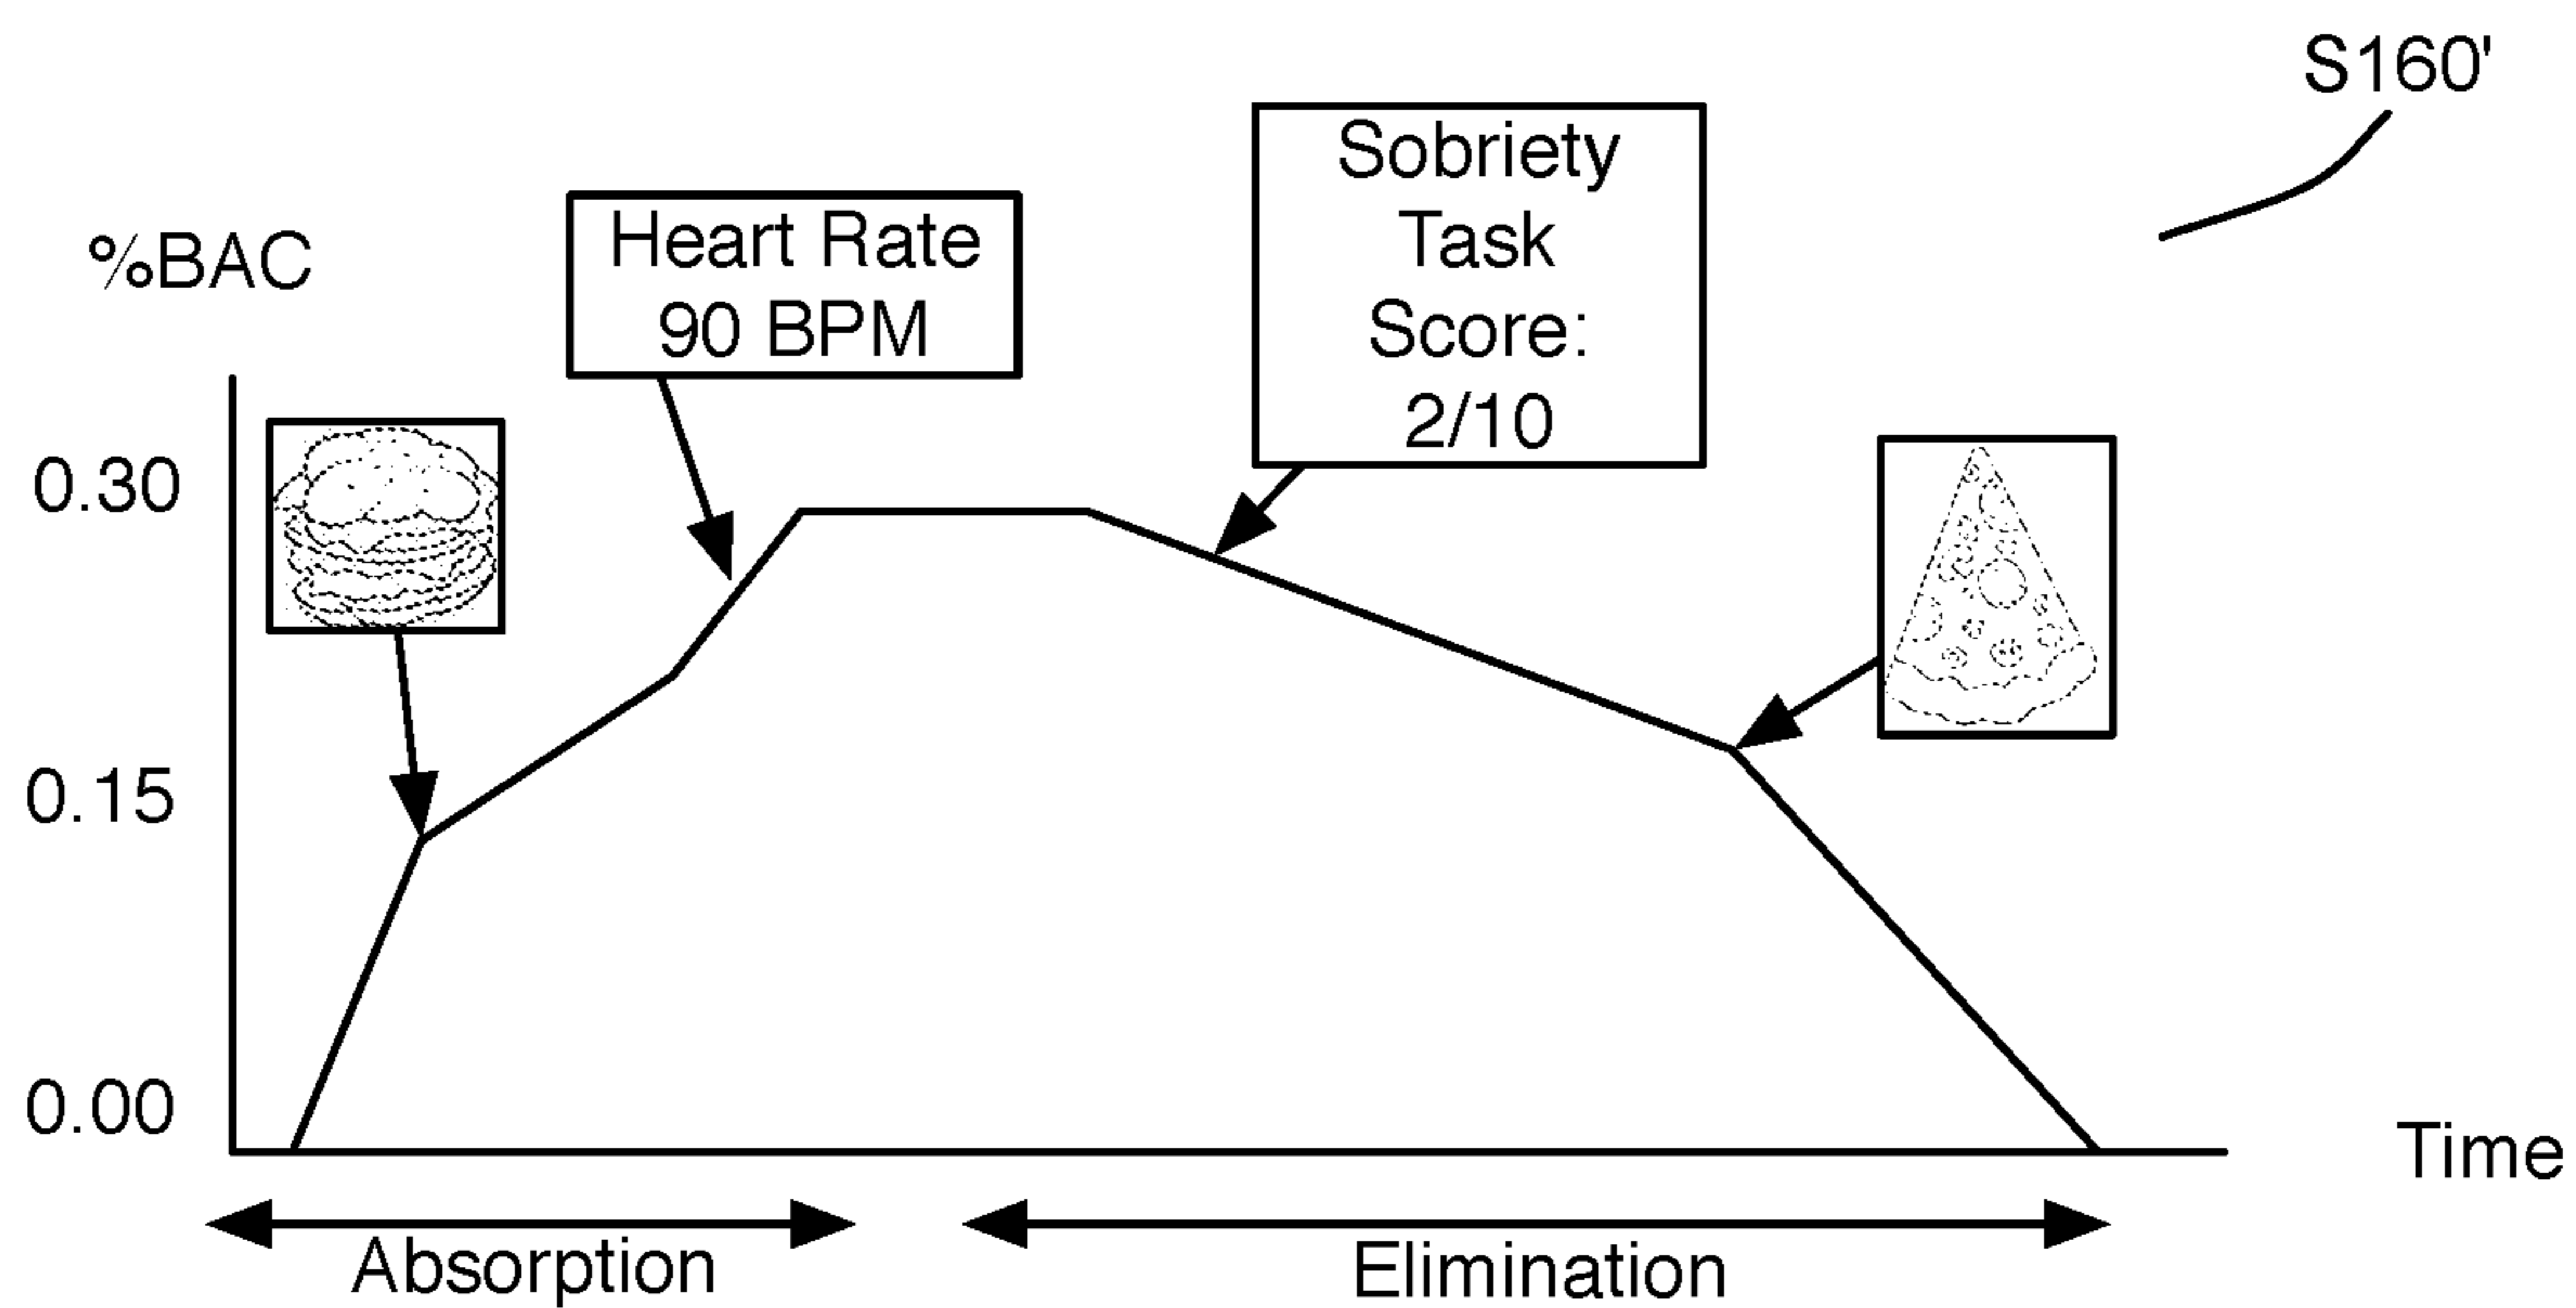 S160'
Sobriety
Task
Score:
2/10
Heart Rate
90 BPM
%BAC
0.30
0.15
0.00
Time
Absorption
Elimination